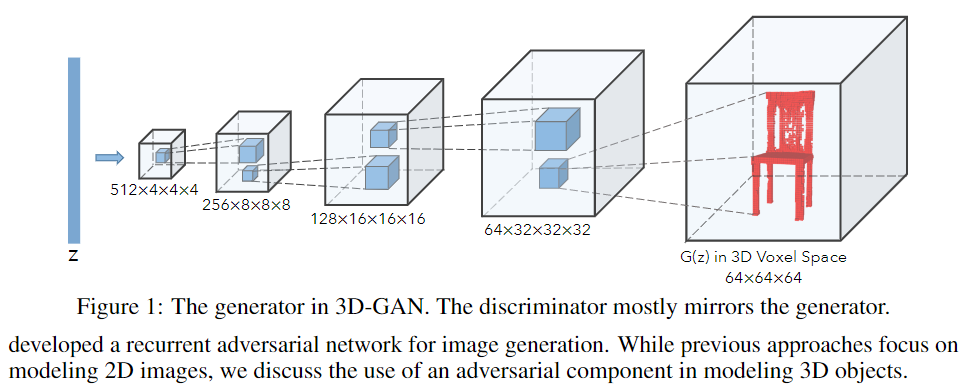 z
512×4×4×4
256×8×8×8
128×16×16×16
64×32×32×32
G(z) in 3D Voxel Space
64×64×64
Figure 1: The generator in 3D-GAN. The discriminator mostly mirrors the generator.
developed a recurrent adversarial network for image generation. While previous approaches focus on
modeling 2D images, we discuss the use of an adversarial component in modeling 3D objects.